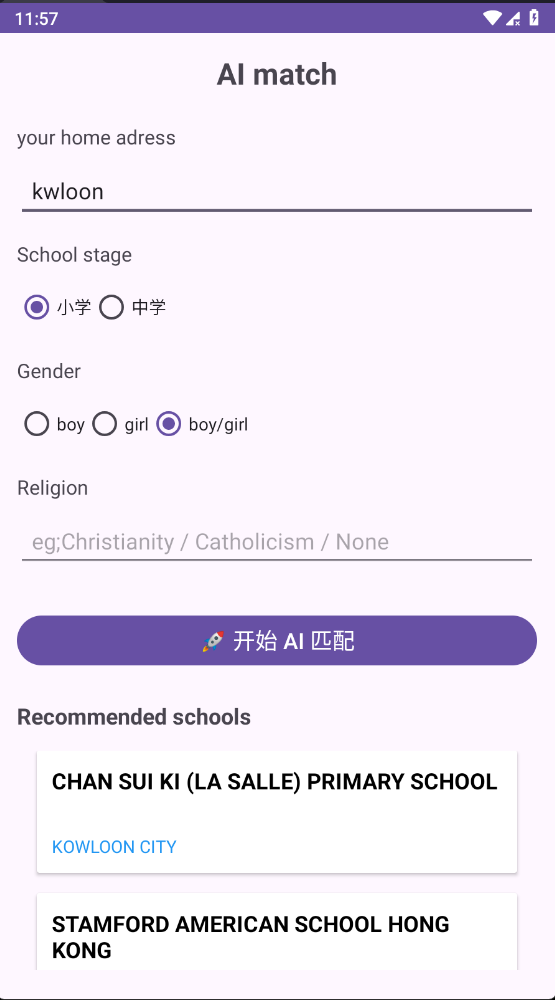 11:57
AI match
your home adress
kwloon
School stage
小学 中学
Gender
boy girl boy/girl
Religion
eg;Christianity / Catholicism / None
🚀 开始 AI 匹配
Recommended schools
CHAN SUI KI (LA SALLE) PRIMARY SCHOOL
KOWLOON CITY
STAMFORD AMERICAN SCHOOL HONG
KONG